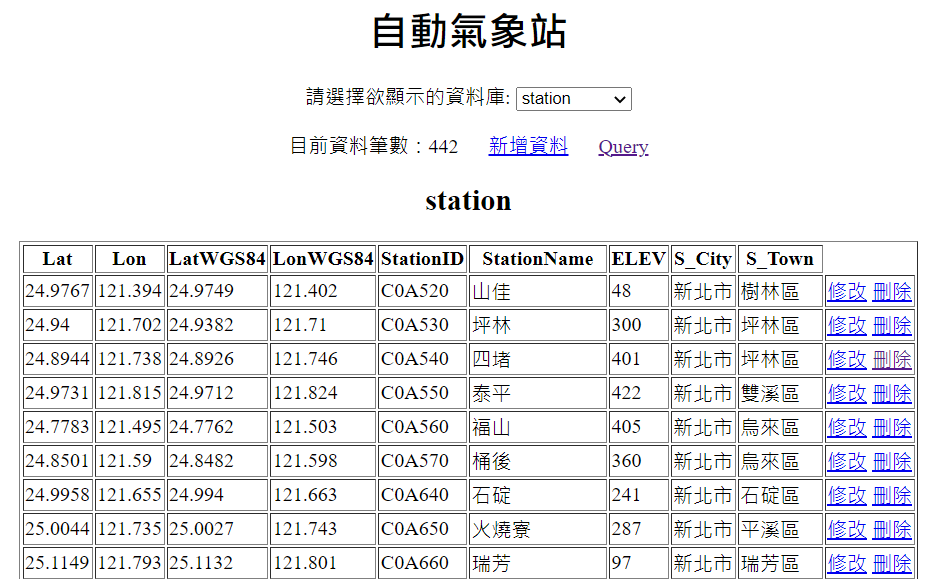 自動氣象站
請選擇欲顯示的資料庫: station
目前資料筆數：442 新增資料 Query
station
Lat Lon LatWGS84 LonWGS84 StationID StationName ELEV S_City S_Town
24.9767 121.394 24.9749 121.402 C0A520 山佳 48 新北市 樹林區 修改 刪除
24.94 121.702 24.9382 121.71 C0A530 坪林 300 新北市 坪林區 修改 刪除
24.8944 121.738 24.8926 121.746 C0A540 四堵 401 新北市 坪林區 修改 刪除
24.9731 121.815 24.9712 121.824 C0A550 泰平 422 新北市 雙溪區 修改 刪除
24.7783 121.495 24.7762 121.503 C0A560 福山 405 新北市 烏來區 修改 刪除
24.8501 121.59 24.8482 121.598 C0A570 桶後 360 新北市 烏來區 修改 刪除
24.9958 121.655 24.994 121.663 C0A640 石碇 241 新北市 石碇區 修改 刪除
25.0044 121.735 25.0027 121.743 C0A650 火燒寮 287 新北市 平溪區 修改 刪除
25.1149 121.793 25.1132 121.801 C0A660 瑞芳 97 新北市 瑞芳區 修改 刪除